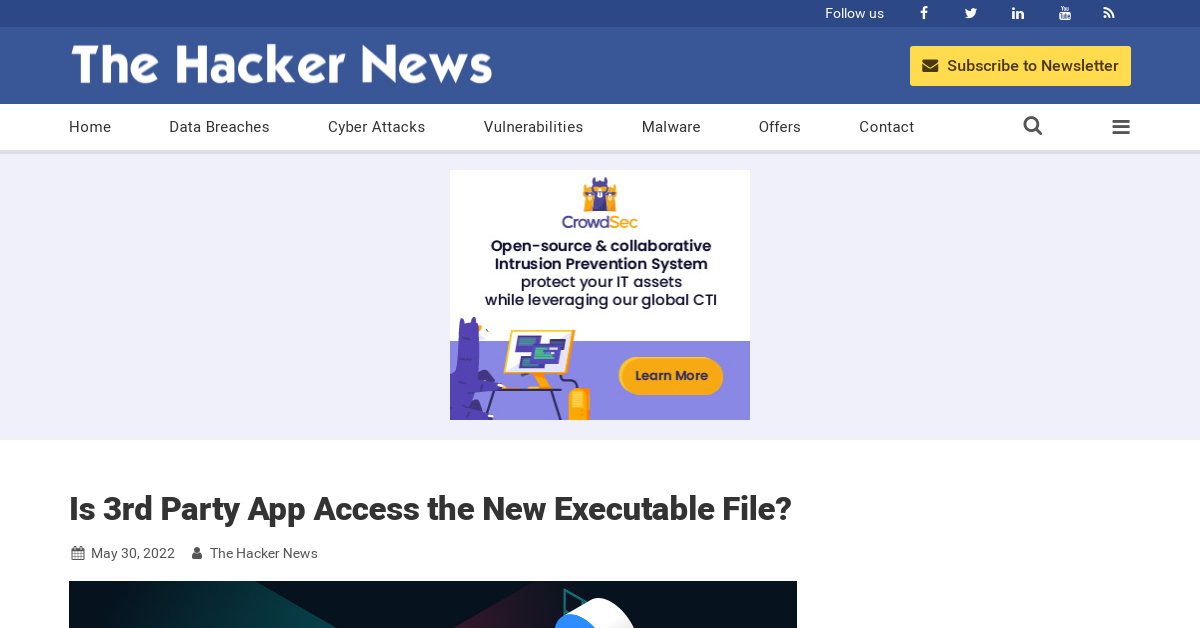 Follow us
The Hacker News
Subscribe to Newsletter
Home Data Breaches Cyber Attacks Vulnerabilities Malware Offers Contact
CrowdSec
Open-source & collaborative
Intrusion Prevention System
protect your IT assets
while leveraging our global CTI
Learn More
Is 3rd Party App Access the New Executable File?
May 30, 2022 The Hacker News